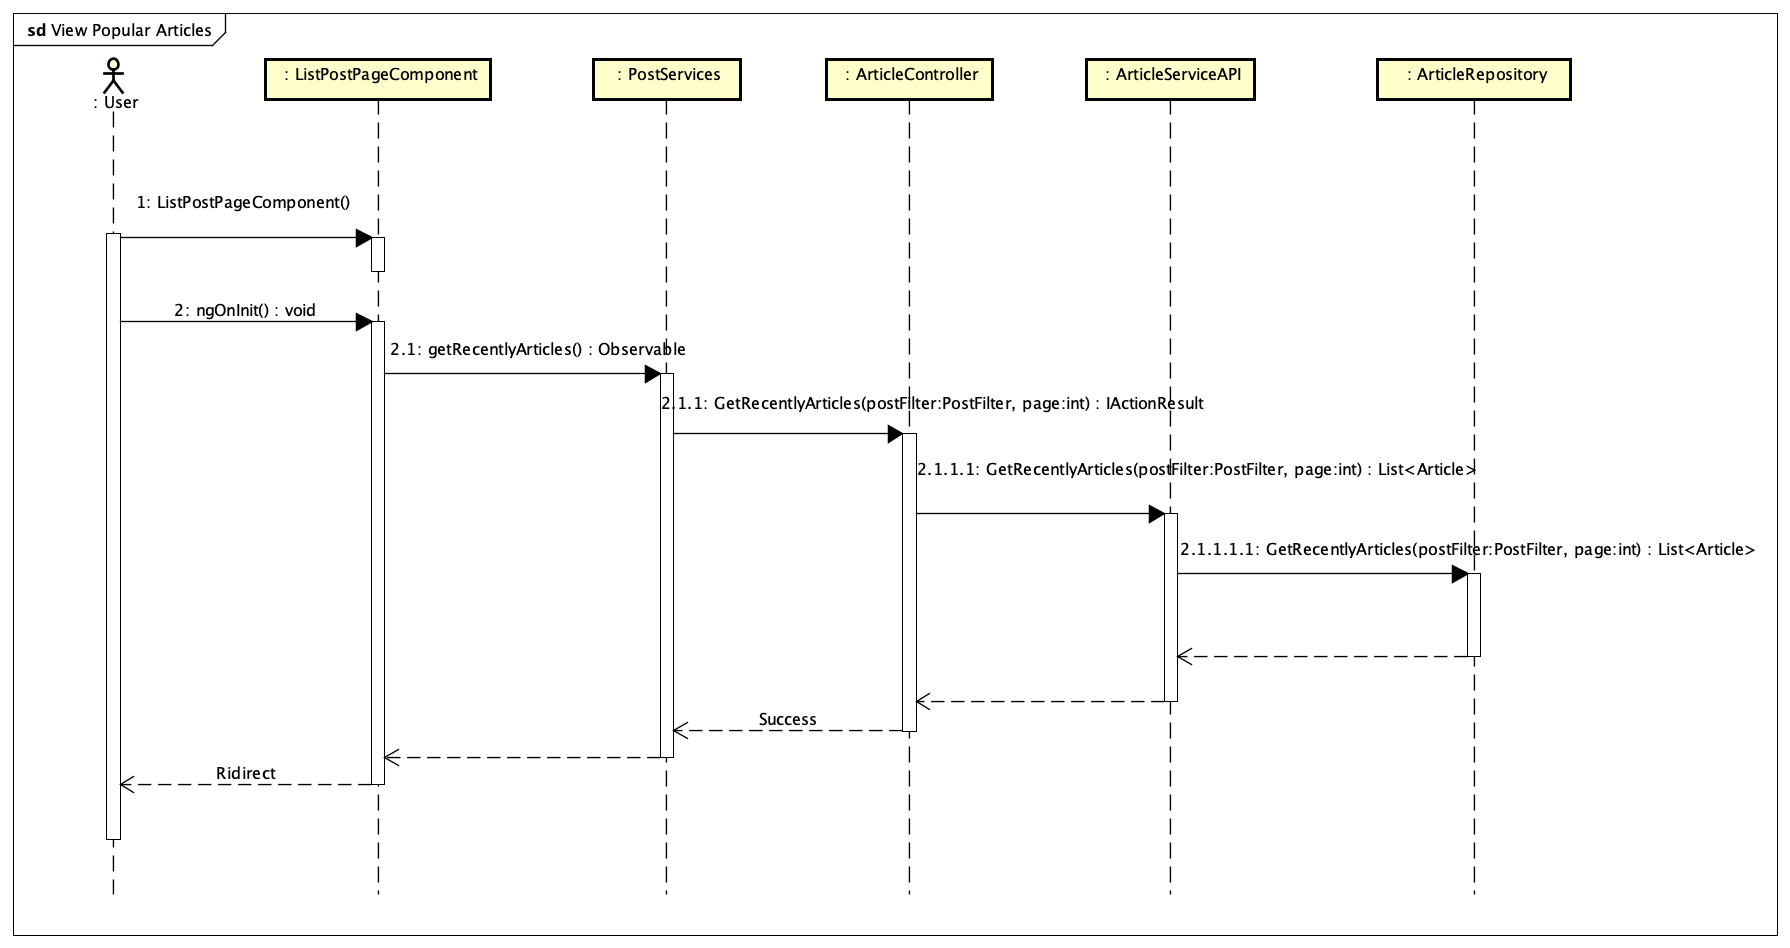 sd View Popular Articles
: User
: ListPostPageComponent
: PostServices
: ArticleController
: ArticleServiceAPI
: ArticleRepository
1: ListPostPageComponent()
2: ngOnInit() : void
2.1: getRecentlyArticles() : Observable
2.1.1: GetRecentlyArticles(postFilter:PostFilter, page:int) : IActionResult
2.1.1.1: GetRecentlyArticles(postFilter:PostFilter, page:int) : List<Article>
2.1.1.1.1: GetRecentlyArticles(postFilter:PostFilter, page:int) : List<Article>
Success
Ridirect